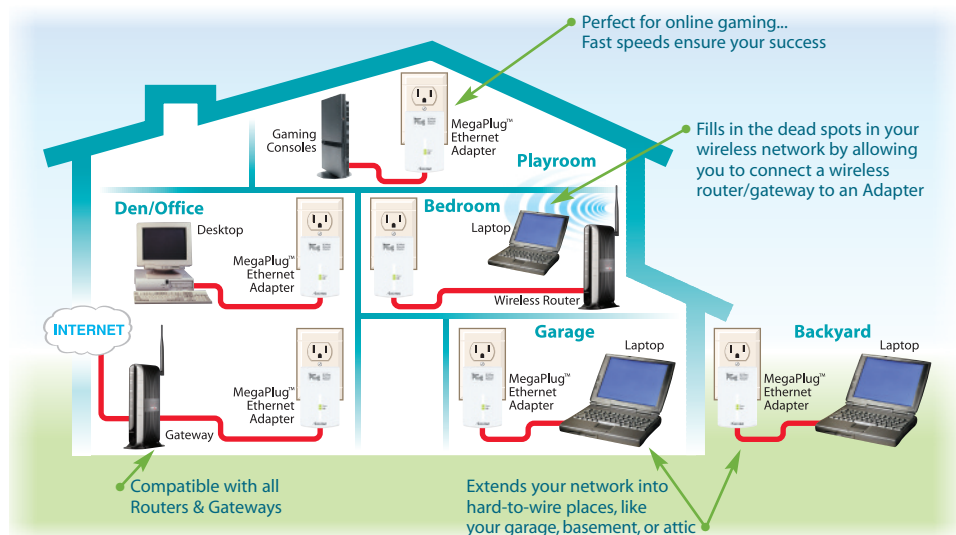 Perfect for online gaming...
Fast speeds ensure your success
Gaming
Consoles
MegaPlug™
Ethernet
Adapter
Playroom
Fills in the dead spots in your
wireless network by allowing
you to connect a wireless
router/gateway to an Adapter
Den/Office
Desktop
MegaPlug™
Ethernet
Adapter
Bedroom
Laptop
Wireless Router
INTERNET
Gateway
MegaPlug™
Ethernet
Adapter
Garage
Laptop
MegaPlug™
Ethernet
Adapter
Backyard
Laptop
MegaPlug™
Ethernet
Adapter
Compatible with all
Routers & Gateways
Extends your network into
hard-to-wire places, like
your garage, basement, or attic